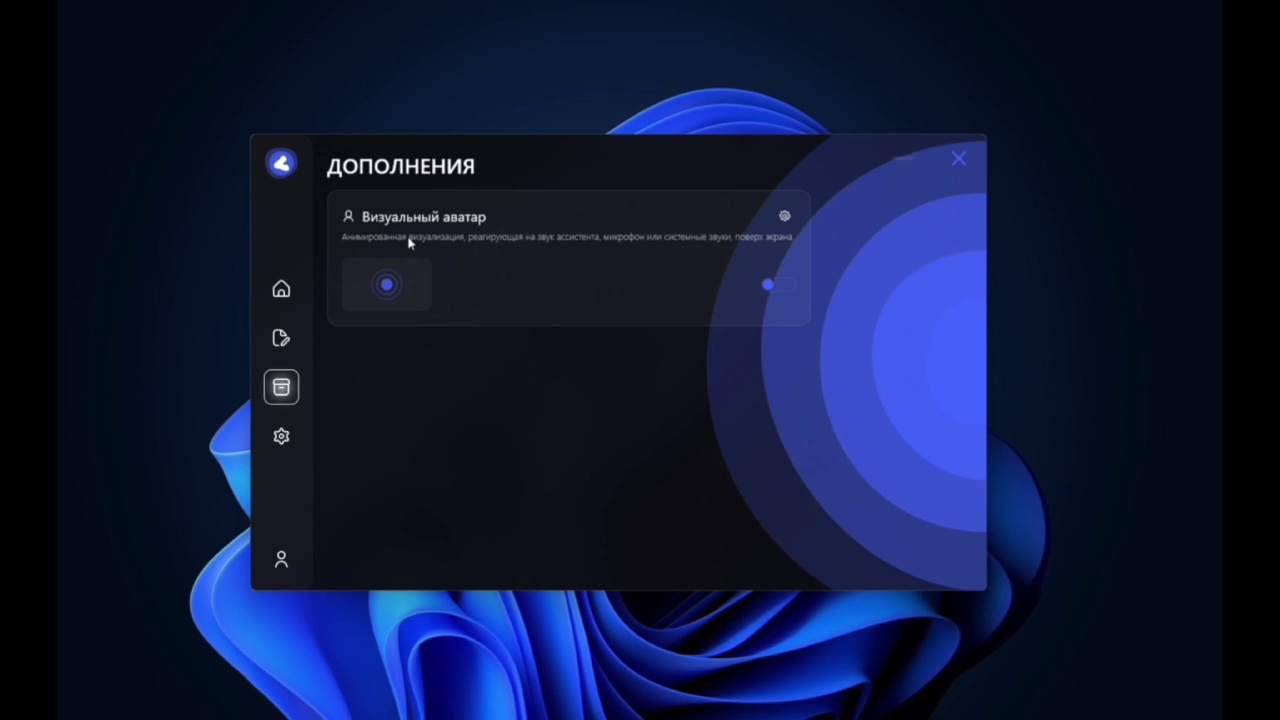 ДОПОЛНЕНИЯ
Визуальный аватар
Анимированная визуализация, реагирующая на звук ассистента, микрофон или системные звуки, поверх экрана.